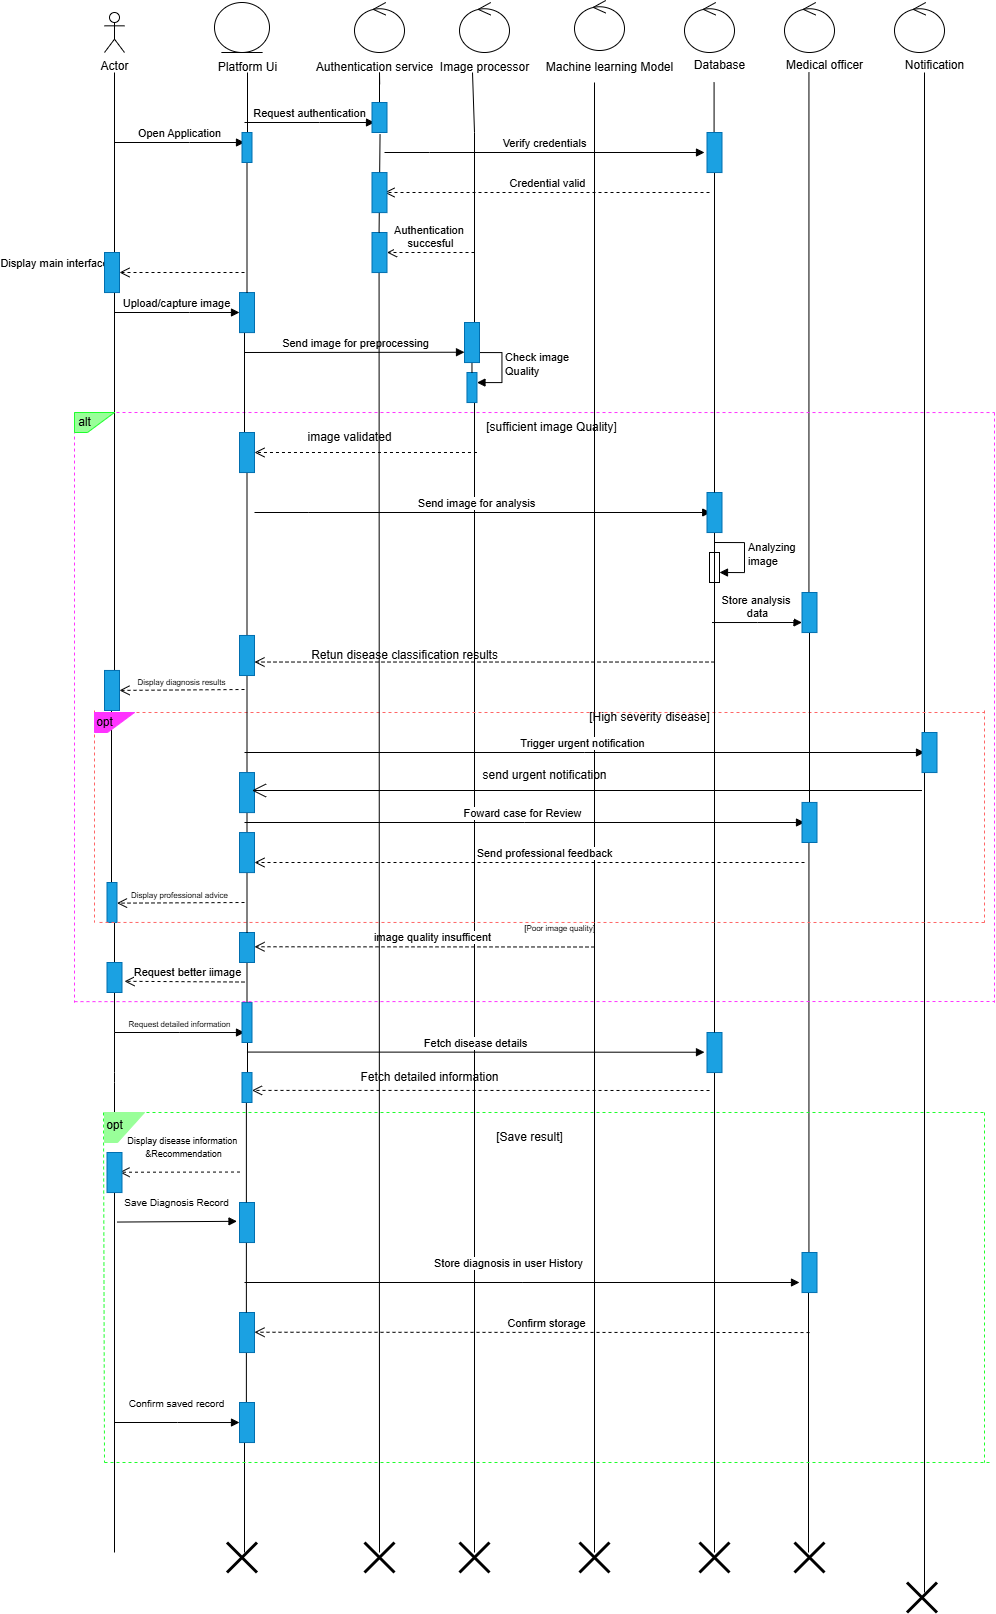 Actor
Platform Ui
Authentication service
Image processor
Machine learning Model
Database
Medical officer
Notification
Request authentication
Open Application
Verify credentials
Credential valid
Authentication
succesful
Display main interface
Upload/capture image
Send image for preprocessing
Check image
Quality
alt
[sufficient image Quality]
image validated
Send image for analysis
Analyzing
image
Store analysis
data
Retun disease classification results
Display diagnosis results
opt
[High severity disease]
Trigger urgent notification
send urgent notification
Foward case for Review
Send professional feedback
Display professional advice
[Poor image quality]
image quality insufficent
Request better iimage
Request detailed information
Fetch disease details
Fetch detailed information
opt
[Save result]
Display disease information
&Recommendation
Save Diagnosis Record
Store diagnosis in user History
Confirm storage
Confirm saved record